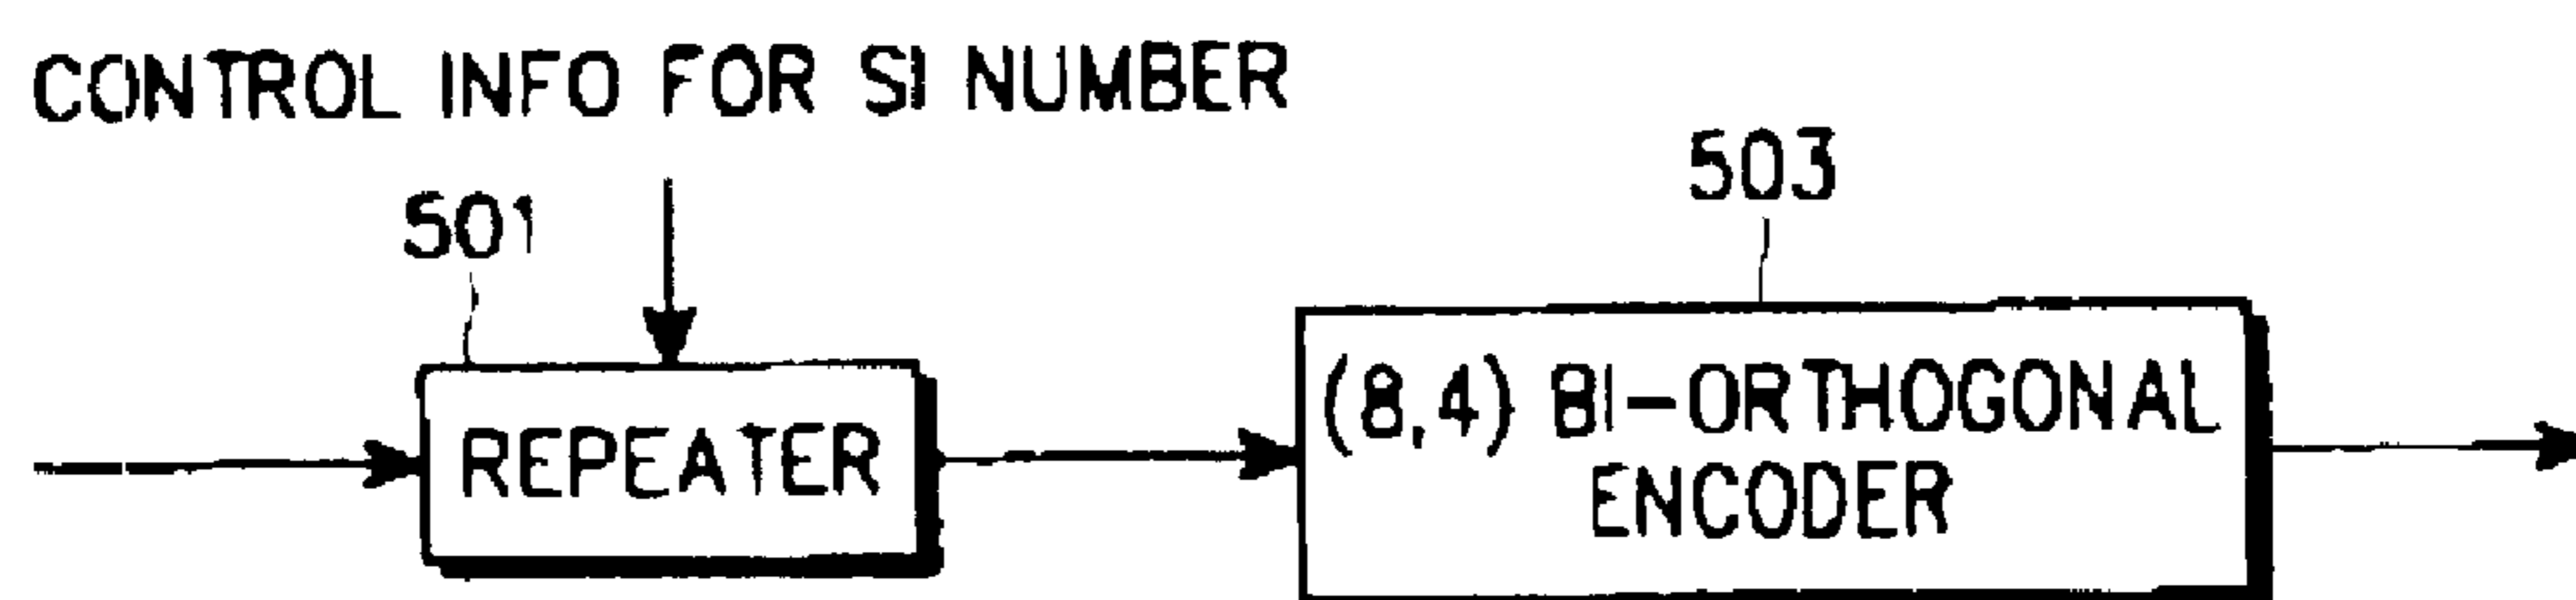 CONTROL INFO FOR SI NUMBER
501
503
REPEATER
(8,4) BI-ORTHOGONAL
ENCODER